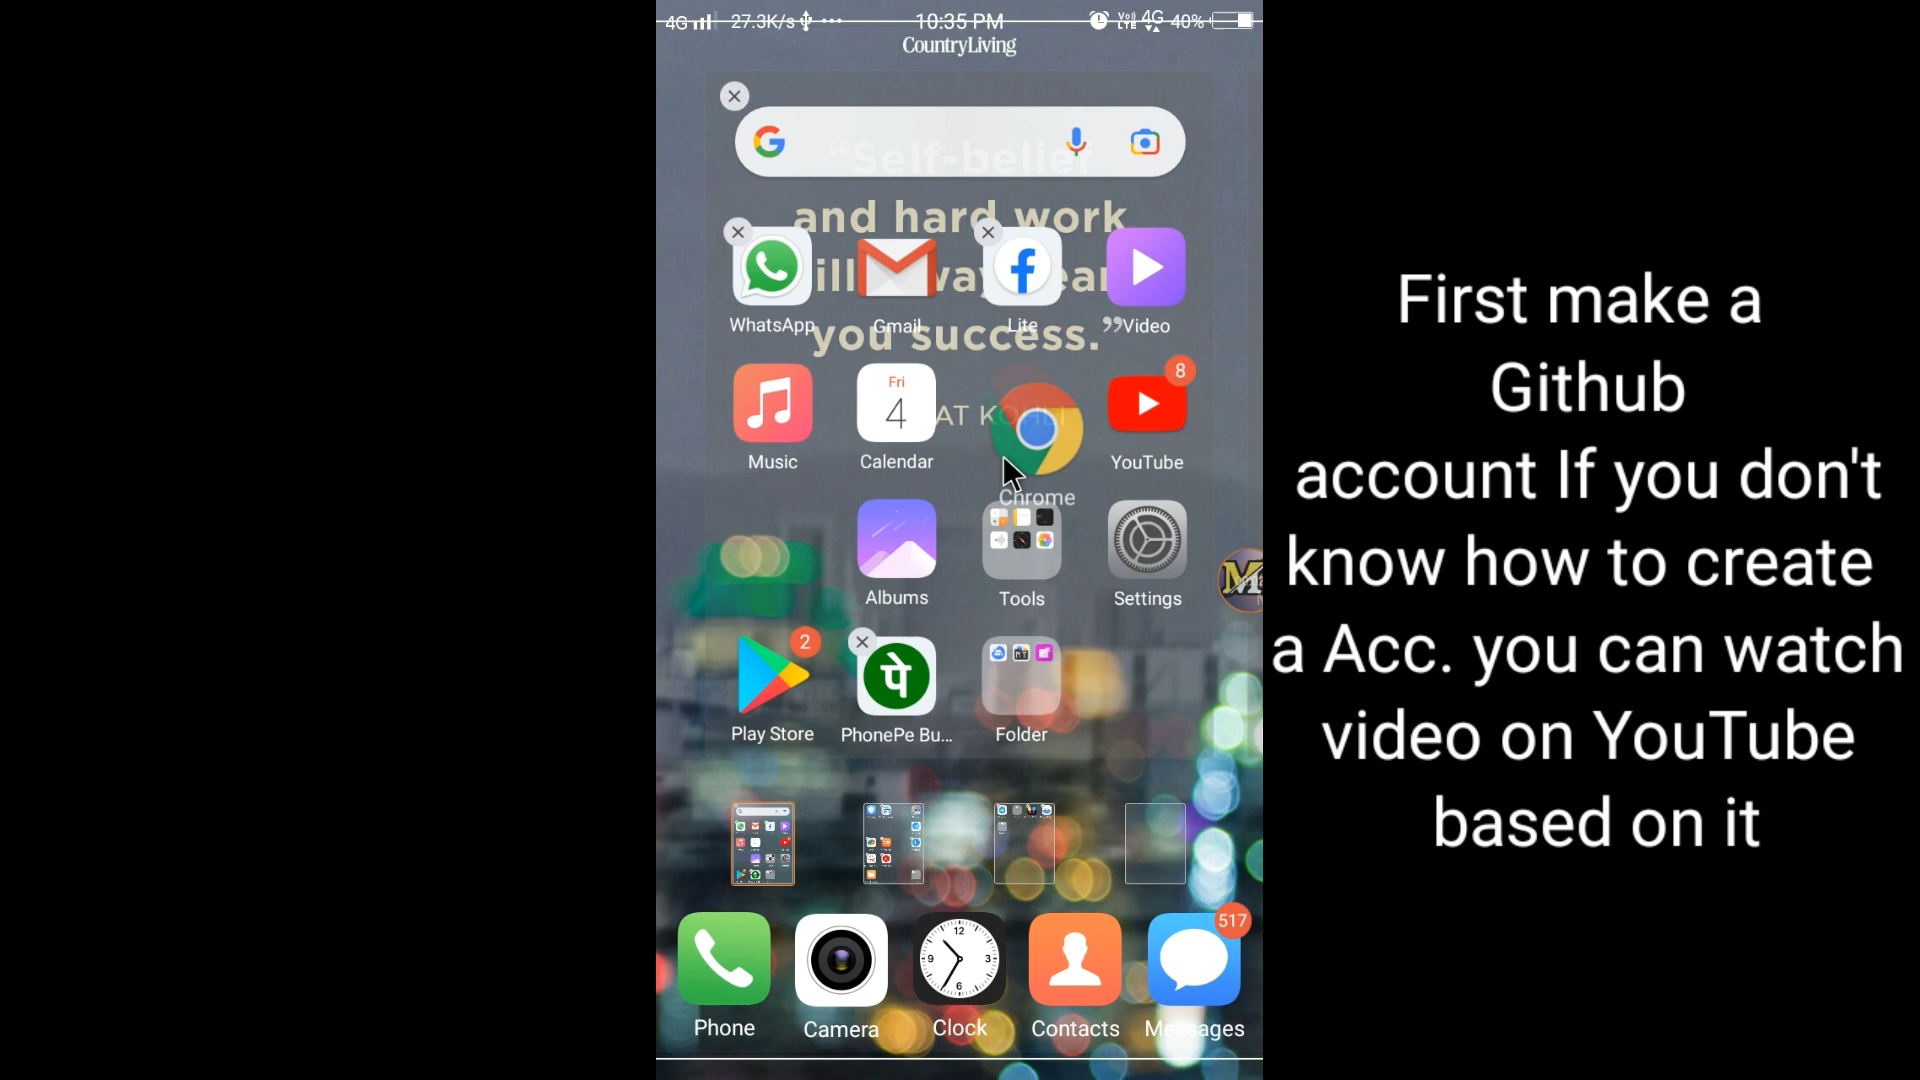 4G 27.3K/s 10:35 PM 4G 40%
CountryLiving
“Self-belief
and hard work
you success.”
WhatsApp Gmail Lite Video
Fri
4
8
AT KOHLI
Music Calendar Chrome YouTube
Albums Tools Settings
2
पे
Play Store PhonePe Bu... Folder
12
9 3
6
517
Phone Camera Clock Contacts Messages
First make a
Github
account If you don't
know how to create
a Acc. you can watch
video on YouTube
based on it